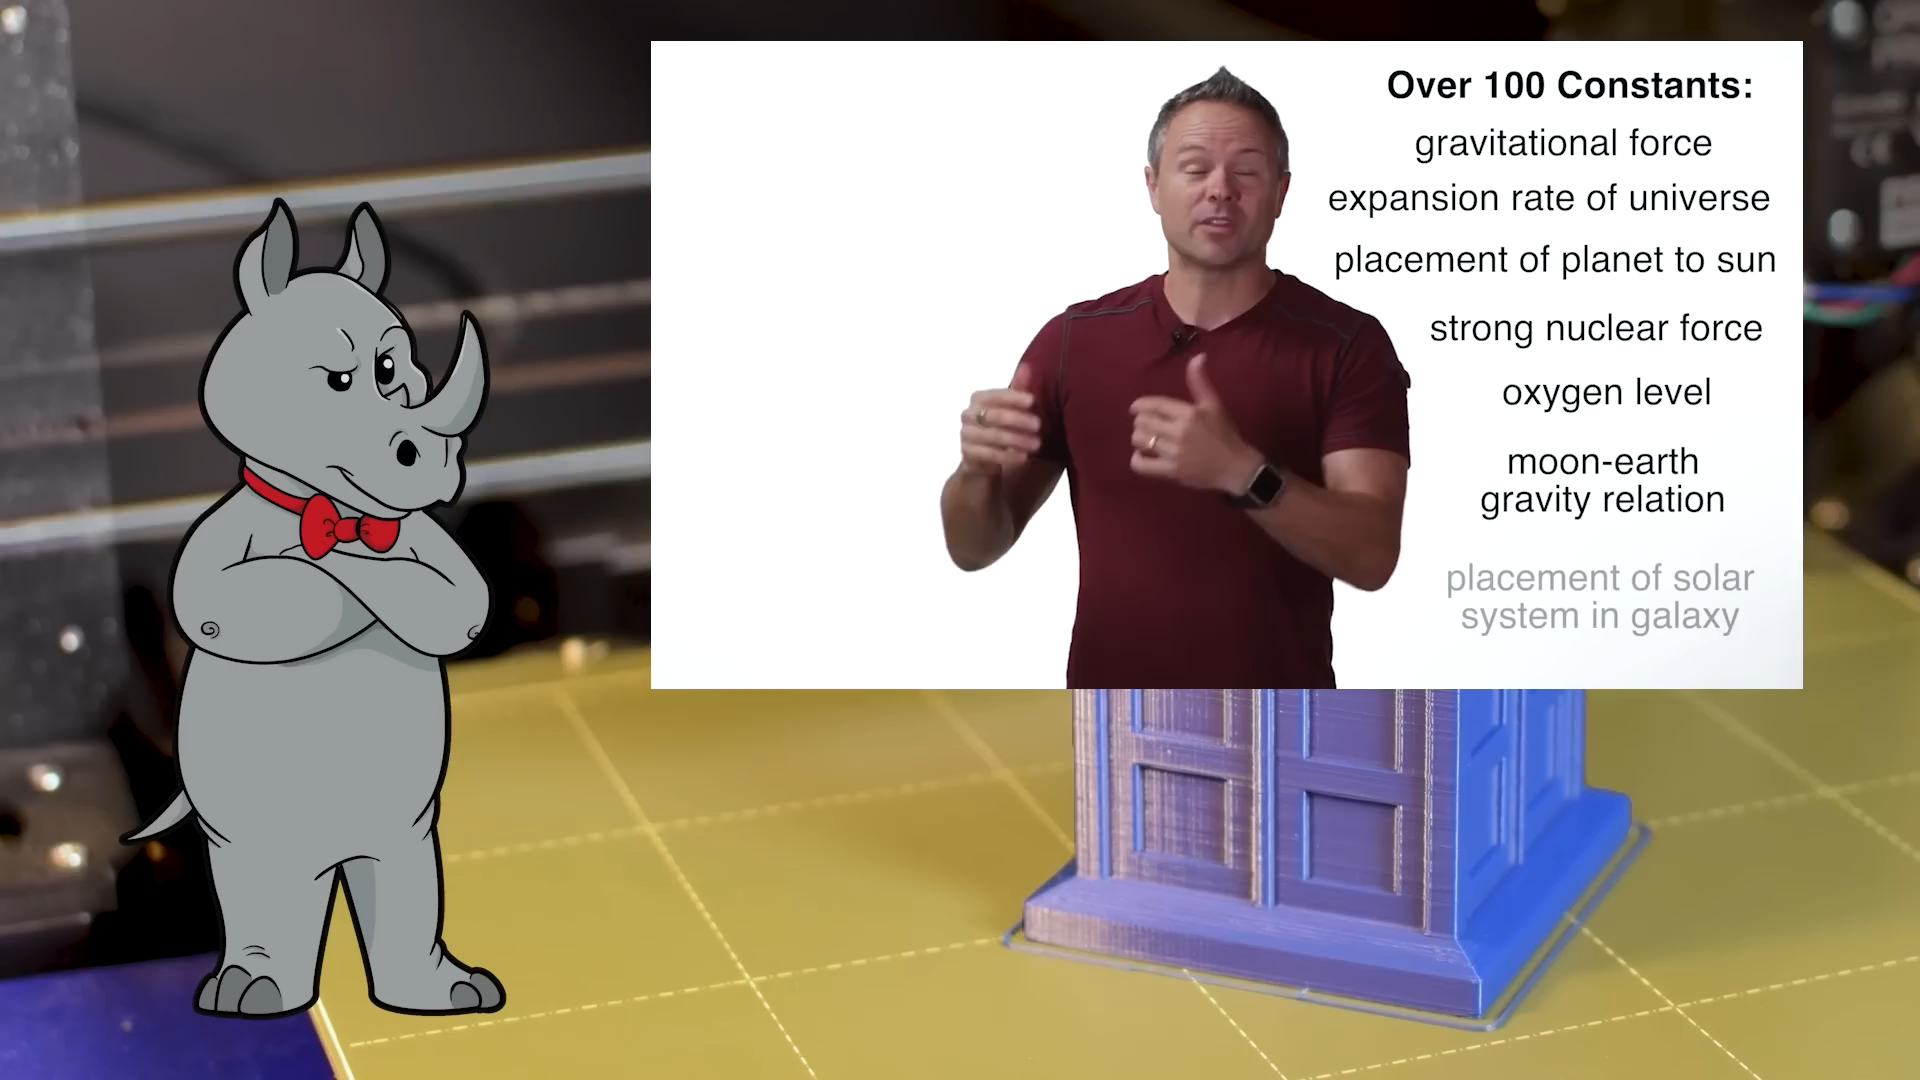 Over 100 Constants:
gravitational force
expansion rate of universe
placement of planet to sun
strong nuclear force
oxygen level
moon-earth
gravity relation
placement of solar
system in galaxy